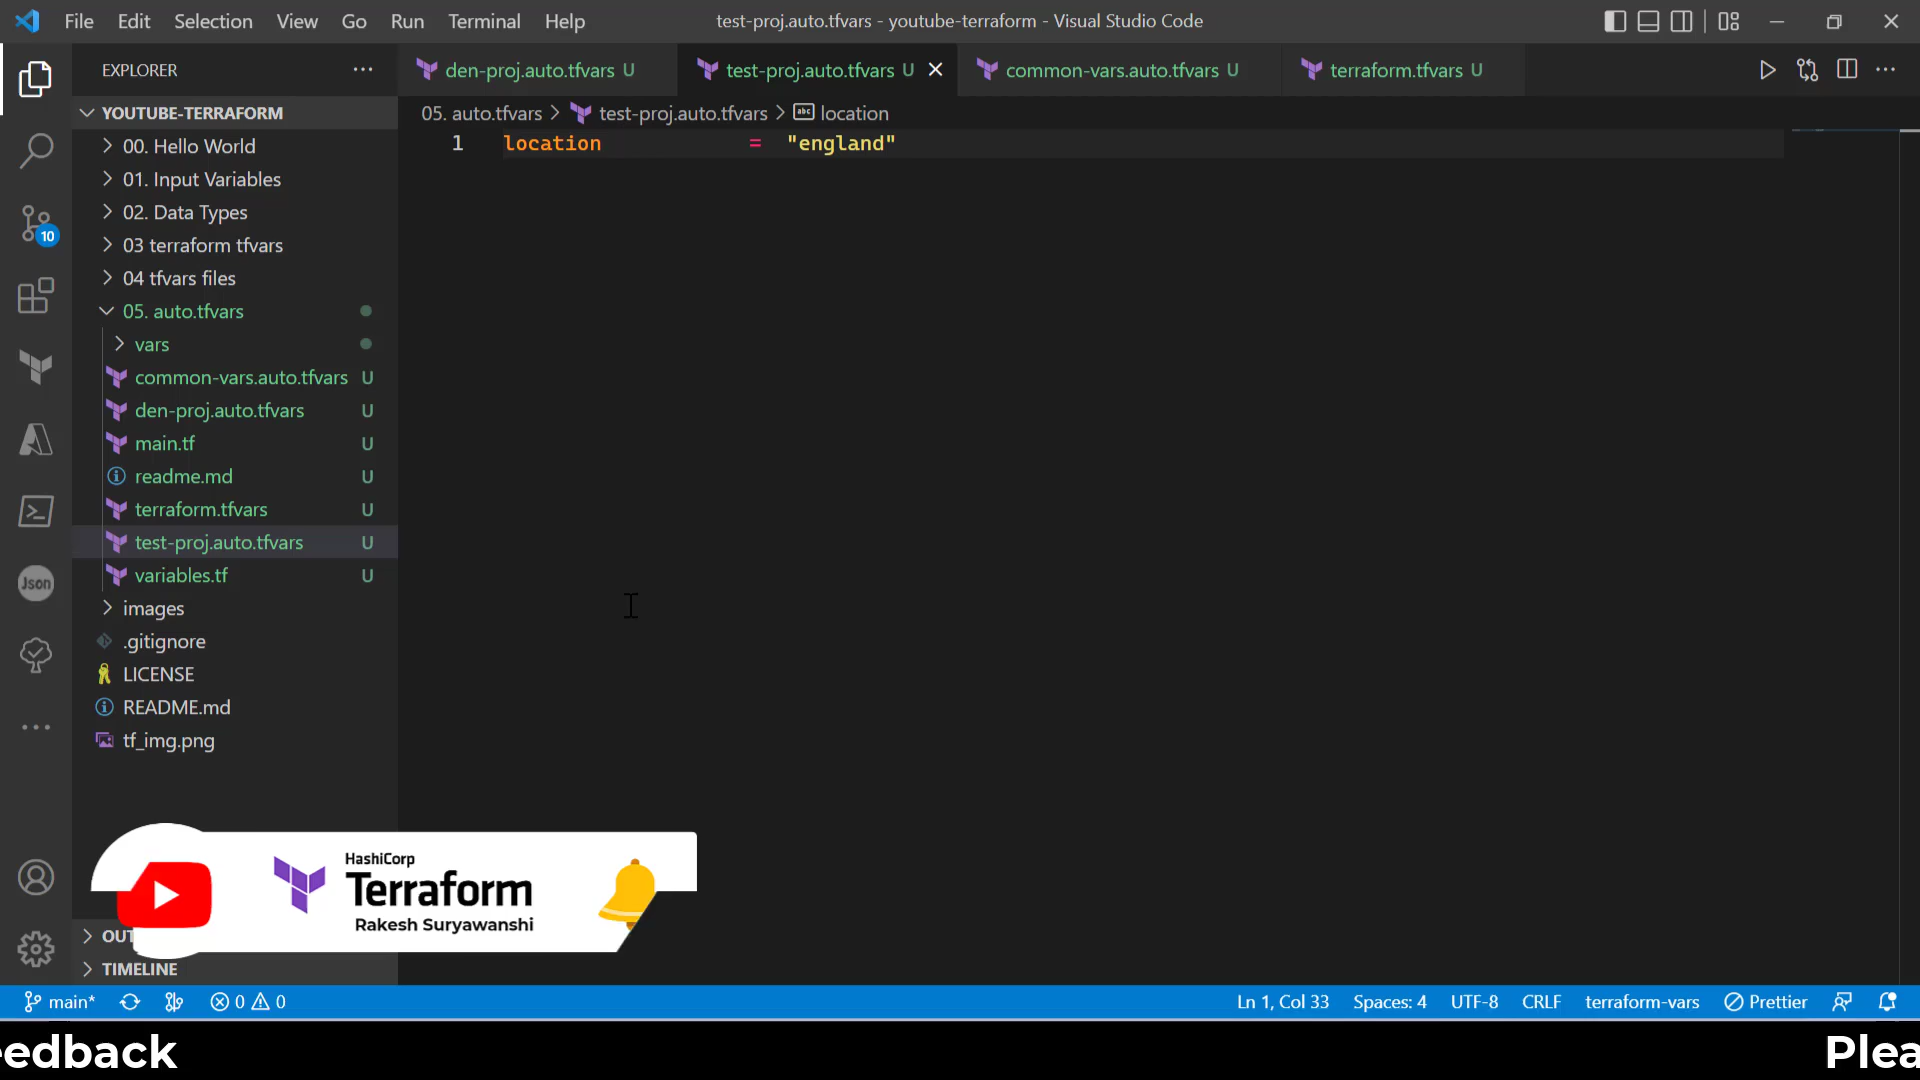 File Edit Selection View Go Run Terminal Help
test-proj.auto.tfvars - youtube-terraform - Visual Studio Code
EXPLORER
den-proj.auto.tfvars U
test-proj.auto.tfvars U
common-vars.auto.tfvars U
terraform.tfvars U
YOUTUBE-TERRAFORM
05. auto.tfvars > test-proj.auto.tfvars > abc location
1 location = "england"
00. Hello World
01. Input Variables
02. Data Types
03 terraform tfvars
04 tfvars files
05. auto.tfvars
vars
common-vars.auto.tfvars U
den-proj.auto.tfvars U
main.tf U
readme.md U
terraform.tfvars U
test-proj.auto.tfvars U
variables.tf U
images
.gitignore
LICENSE
README.md
tf_img.png
10
Json
HashiCorp
Terraform
Rakesh Suryawanshi
OUT
TIMELINE
main* 0 0
Ln 1, Col 33 Spaces: 4 UTF-8 CRLF terraform-vars Prettier
edback
Plea